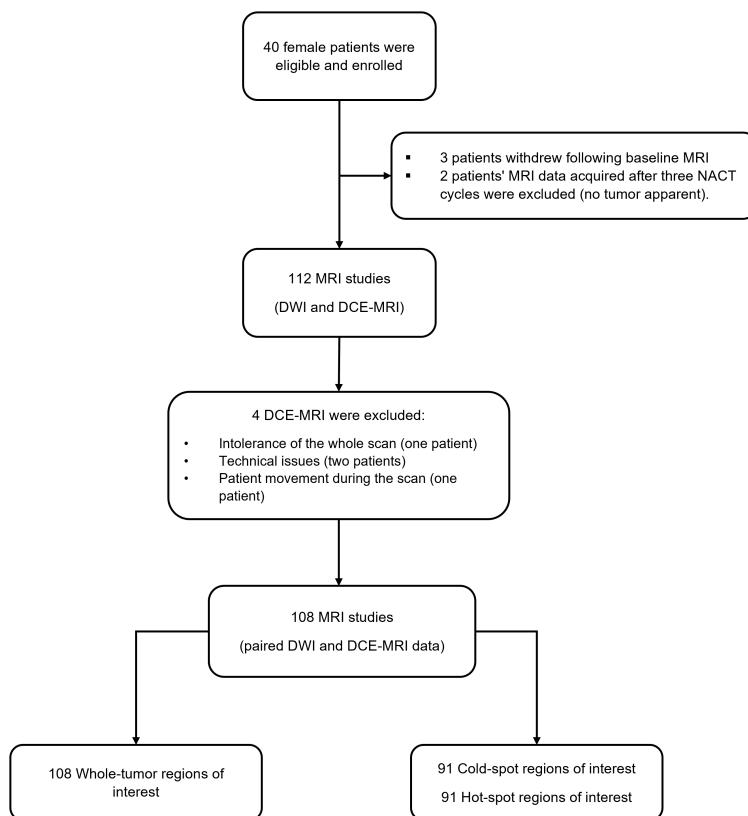 40 female patients were
eligible and enrolled
▪ 3 patients withdrew following baseline MRI
▪ 2 patients' MRI data acquired after three NACT
cycles were excluded (no tumor apparent).
112 MRI studies
(DWI and DCE-MRI)
4 DCE-MRI were excluded:
• Intolerance of the whole scan (one patient)
• Technical issues (two patients)
• Patient movement during the scan (one
patient)
108 MRI studies
(paired DWI and DCE-MRI data)
108 Whole-tumor regions of
interest
91 Cold-spot regions of interest
91 Hot-spot regions of interest